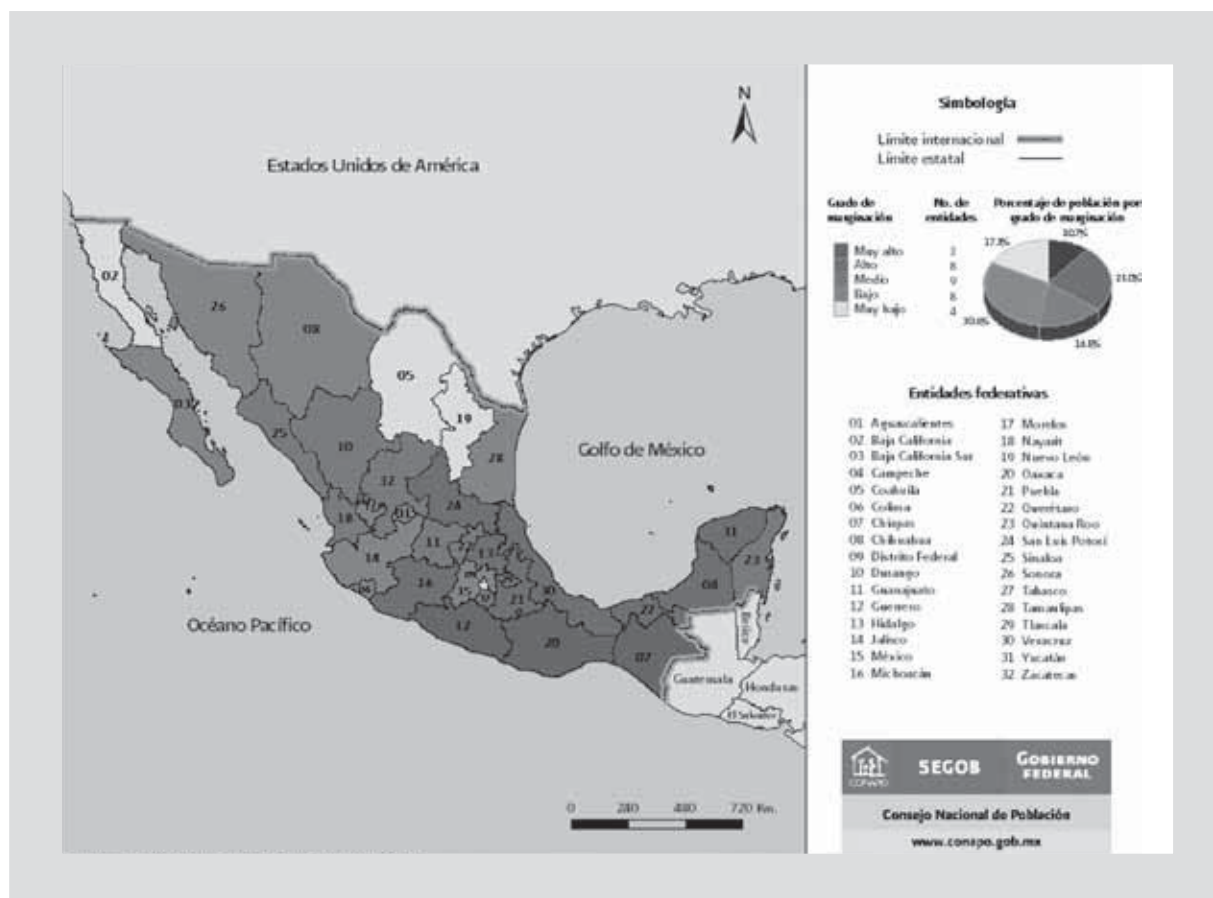 N
Estados Unidos de América
Golfo de México
Océano Pacífico
Guatemala
Belice
Honduras
El Salvador
02
26
08
05
19
28
25
10
32
24
18
01
14
11
22
13
16
15
21
30
12
20
07
27
04
31
23
0 240 480 720 Km.
Simbología
Límite internacional
Límite estatal
Grado de marginación
No. de entidades
Porcentaje de población por grado de marginación
Muy alto
Alto 8
Medio 9
Bajo 8
Muy bajo 4
Entidades federativas
01 Aguascalientes
02 Baja California
03 Baja California Sur
04 Campeche
05 Coahuila
06 Colima
07 Chiapas
08 Chihuahua
09 Distrito Federal
10 Durango
11 Guanajuato
12 Guerrero
13 Hidalgo
14 Jalisco
15 México
16 Michoacán
17 Morelos
18 Nayarit
19 Nuevo León
20 Oaxaca
21 Puebla
22 Querétaro
23 Quintana Roo
24 San Luis Potosí
25 Sinaloa
26 Sonora
27 Tabasco
28 Tamaulipas
29 Tlaxcala
30 Veracruz
31 Yucatán
32 Zacatecas
CONAPO
SEGOB
GOBIERNO
FEDERAL
Consejo Nacional de Población
www.conapo.gob.mx